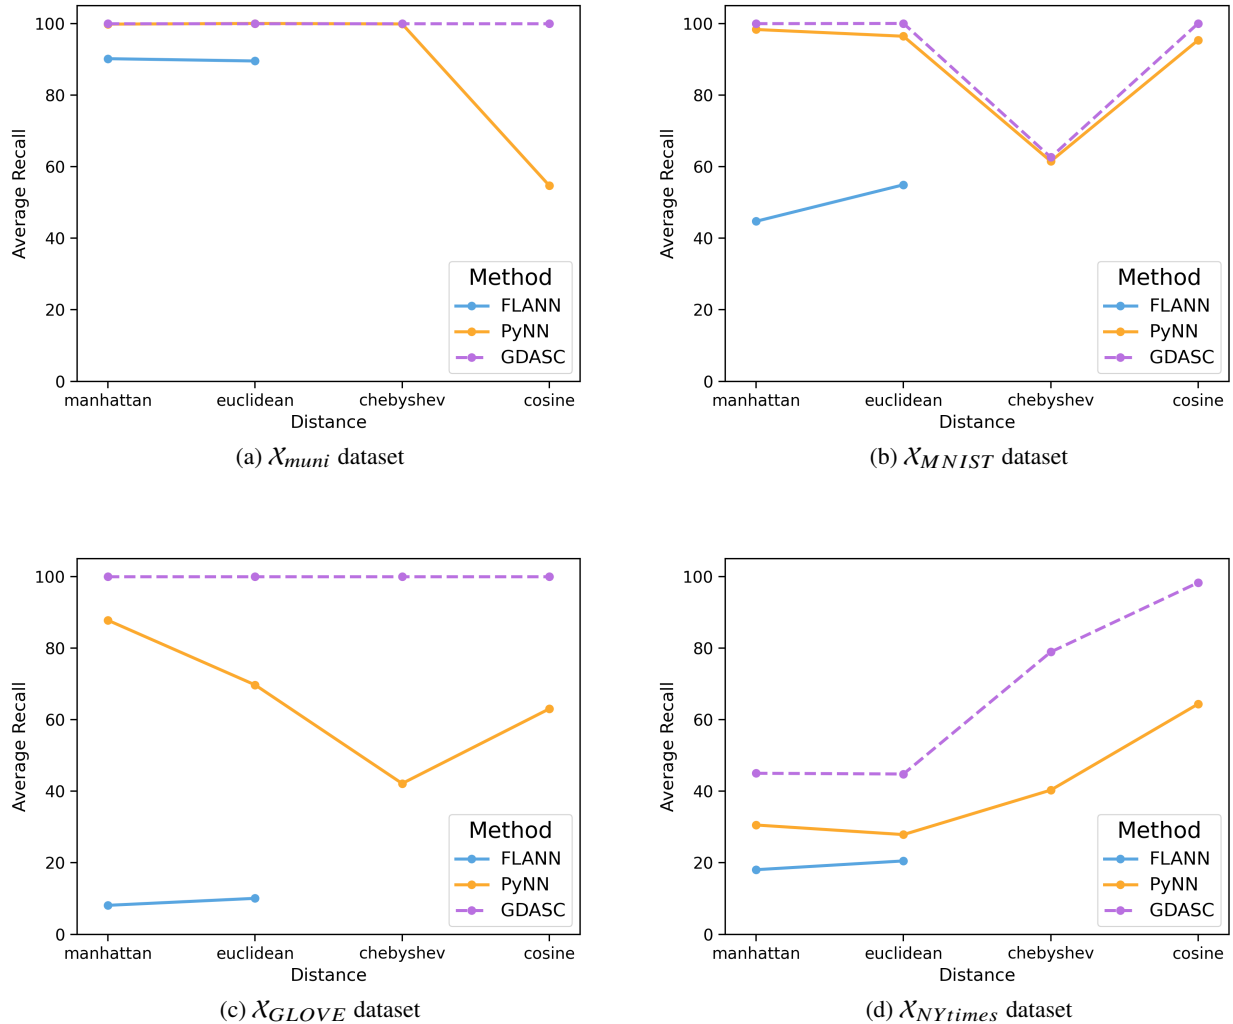 100
80
60
40
20
0
Average Recall
manhattan euclidean chebyshev cosine
Distance
Method
FLANN
PyNN
GDASC
(a) 𝒳muni dataset
100
80
60
40
20
0
Average Recall
manhattan euclidean chebyshev cosine
Distance
Method
FLANN
PyNN
GDASC
(b) 𝒳MNIST dataset
100
80
60
40
20
0
Average Recall
manhattan euclidean chebyshev cosine
Distance
Method
FLANN
PyNN
GDASC
(c) 𝒳GLOVE dataset
100
80
60
40
20
0
Average Recall
manhattan euclidean chebyshev cosine
Distance
Method
FLANN
PyNN
GDASC
(d) 𝒳NYtimes dataset